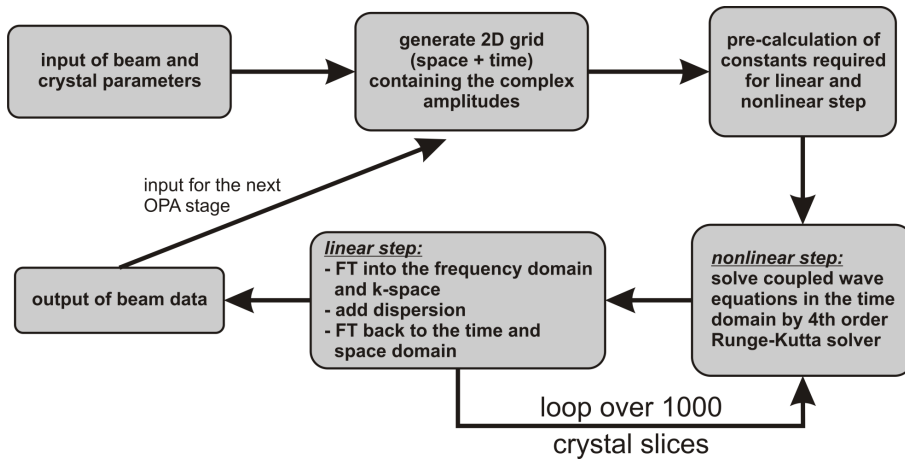 input of beam and
crystal parameters
generate 2D grid
(space + time)
containing the complex
amplitudes
pre-calculation of
constants required
for linear and
nonlinear step
input for the next
OPA stage
output of beam data
linear step:
- FT into the frequency domain
and k-space
- add dispersion
- FT back to the time and
space domain
nonlinear step:
solve coupled wave
equations in the time
domain by 4th order
Runge-Kutta solver
loop over 1000
crystal slices